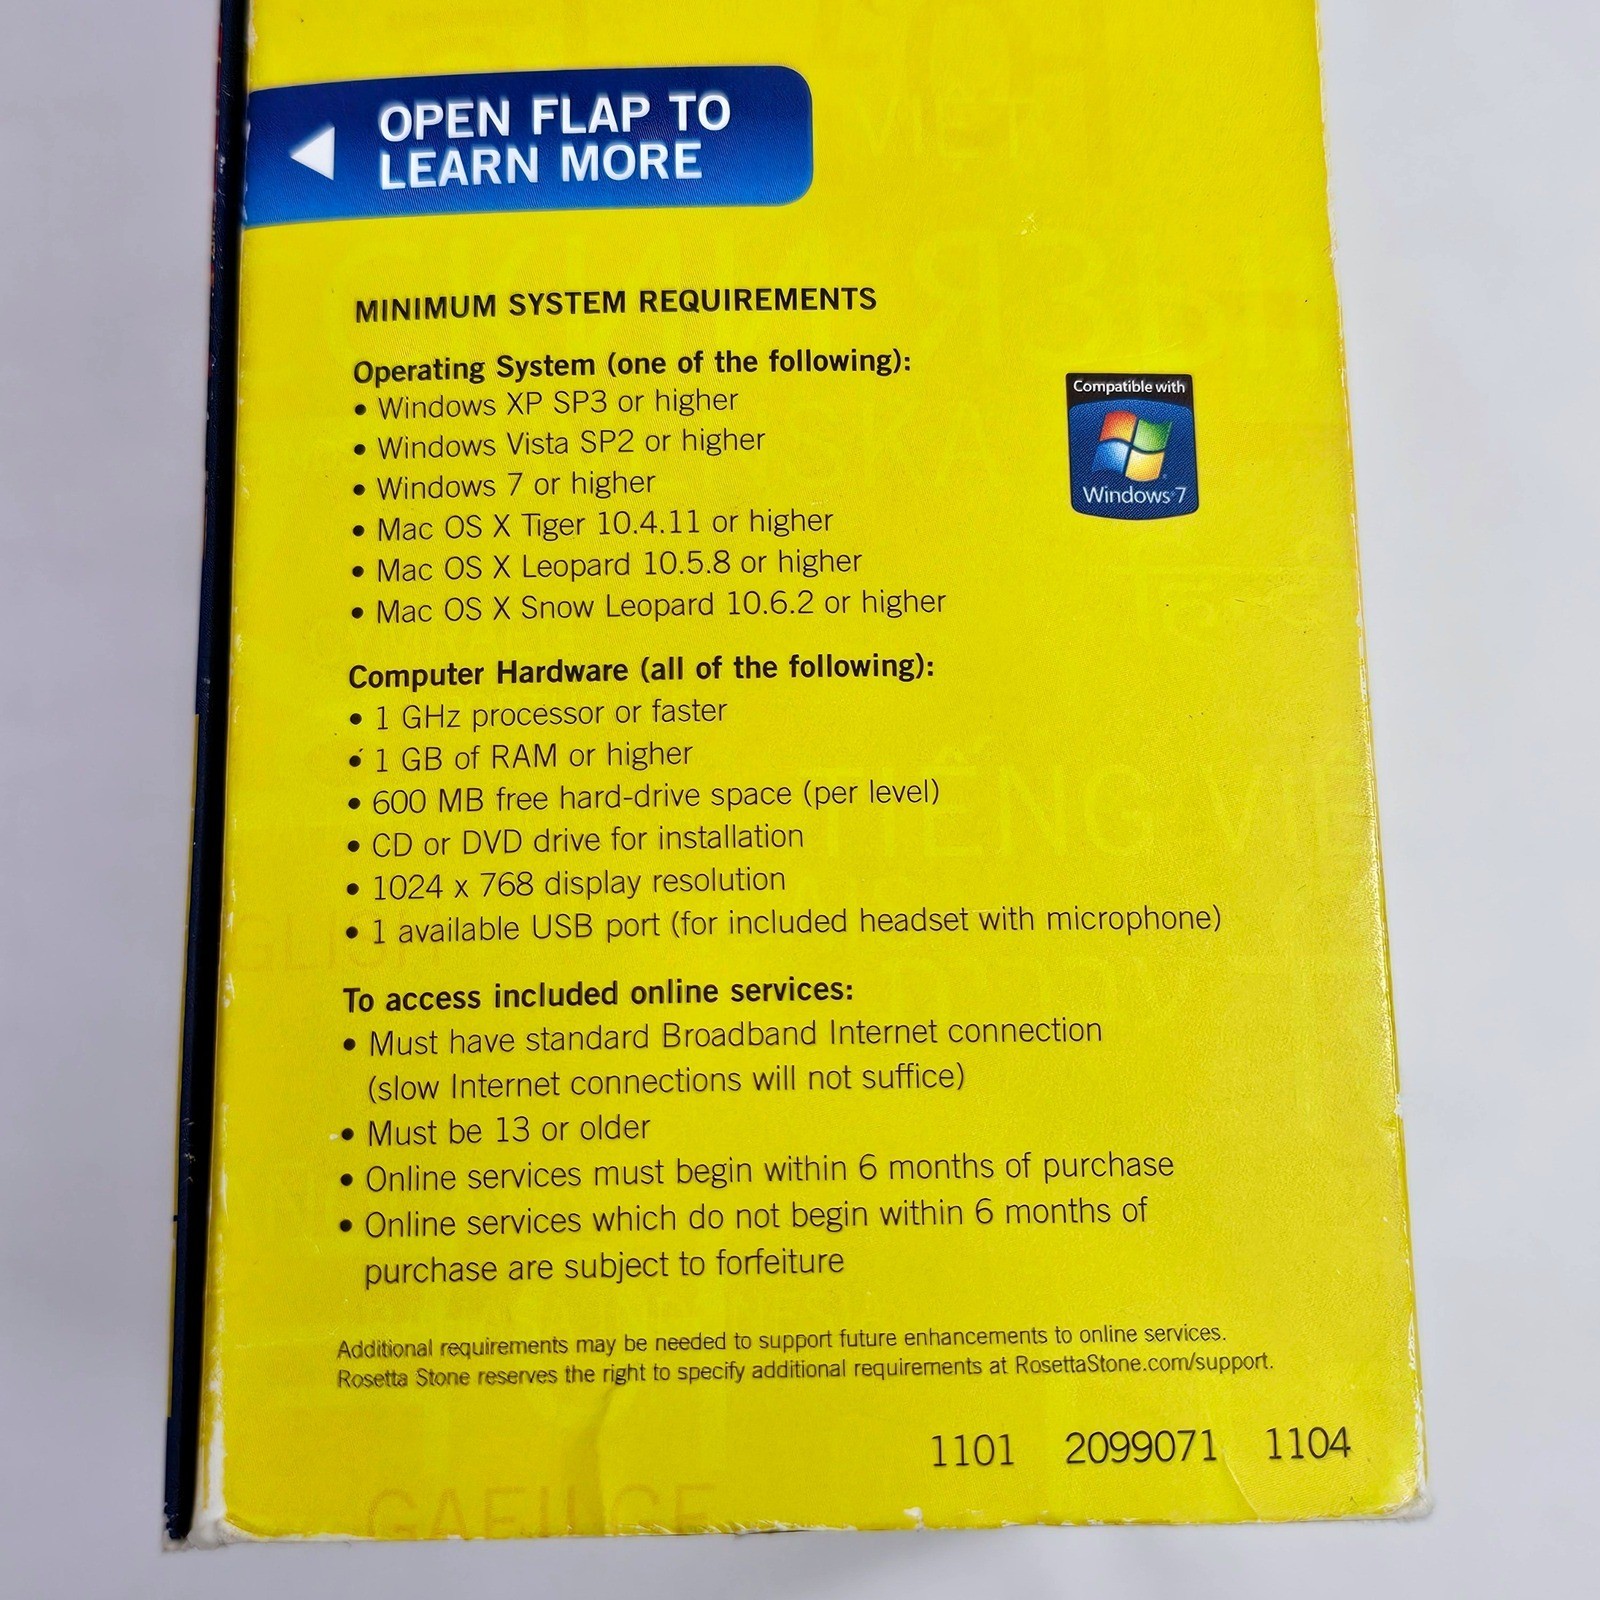 OPEN FLAP TO
LEARN MORE
VIỆT
MINIMUM SYSTEM REQUIREMENTS
Operating System (one of the following):
• Windows XP SP3 or higher
• Windows Vista SP2 or higher
• Windows 7 or higher
• Mac OS X Tiger 10.4.11 or higher
• Mac OS X Leopard 10.5.8 or higher
• Mac OS X Snow Leopard 10.6.2 or higher
Compatible with
Windows 7
Computer Hardware (all of the following):
• 1 GHz processor or faster
• 1 GB of RAM or higher
• 600 MB free hard-drive space (per level)
• CD or DVD drive for installation
• 1024 x 768 display resolution
• 1 available USB port (for included headset with microphone)
TIẾNG VIỆ
GLISH
To access included online services:
• Must have standard Broadband Internet connection
(slow Internet connections will not suffice)
• Must be 13 or older
• Online services must begin within 6 months of purchase
• Online services which do not begin within 6 months of
purchase are subject to forfeiture
Additional requirements may be needed to support future enhancements to online services.
Rosetta Stone reserves the right to specify additional requirements at RosettaStone.com/support.
1101 2099071 1104
GAEILGE